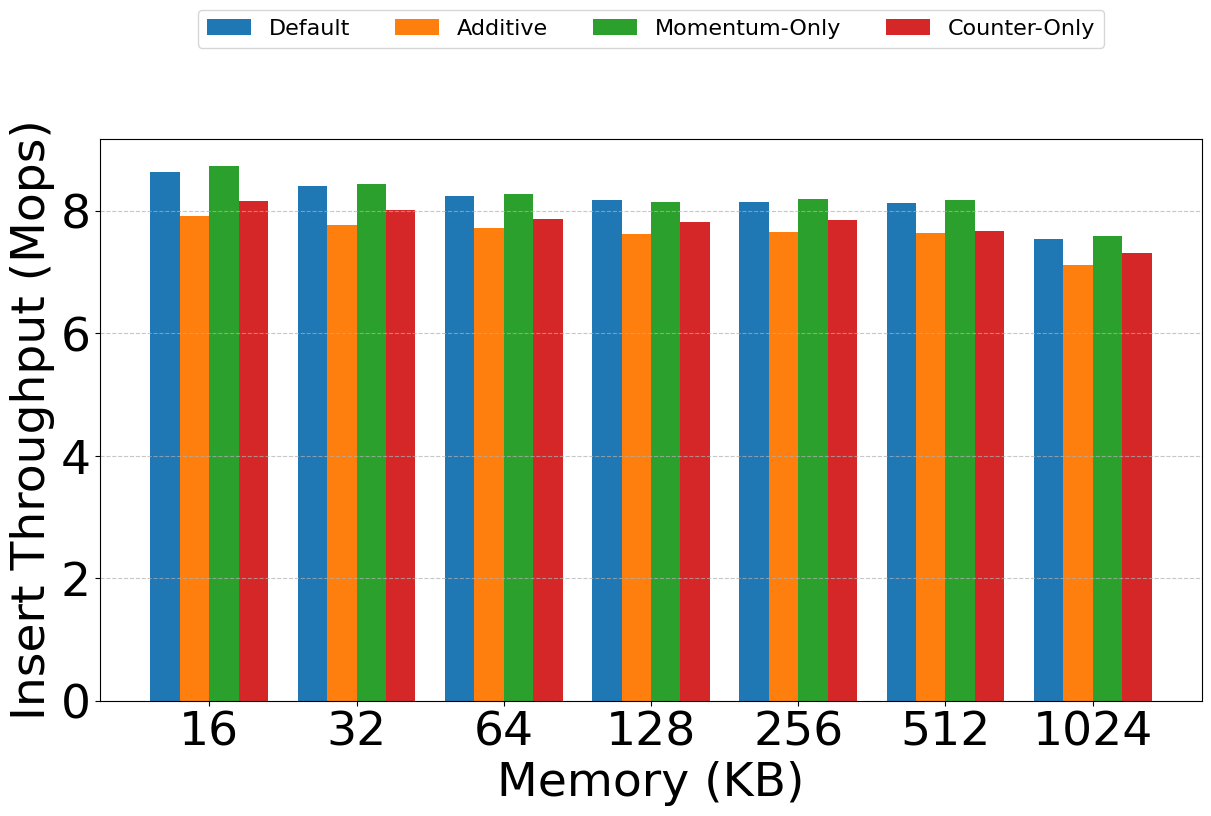 Default Additive Momentum-Only Counter-Only
Insert Throughput (Mops)
8
6
4
2
0
16 32 64 128 256 512 1024
Memory (KB)